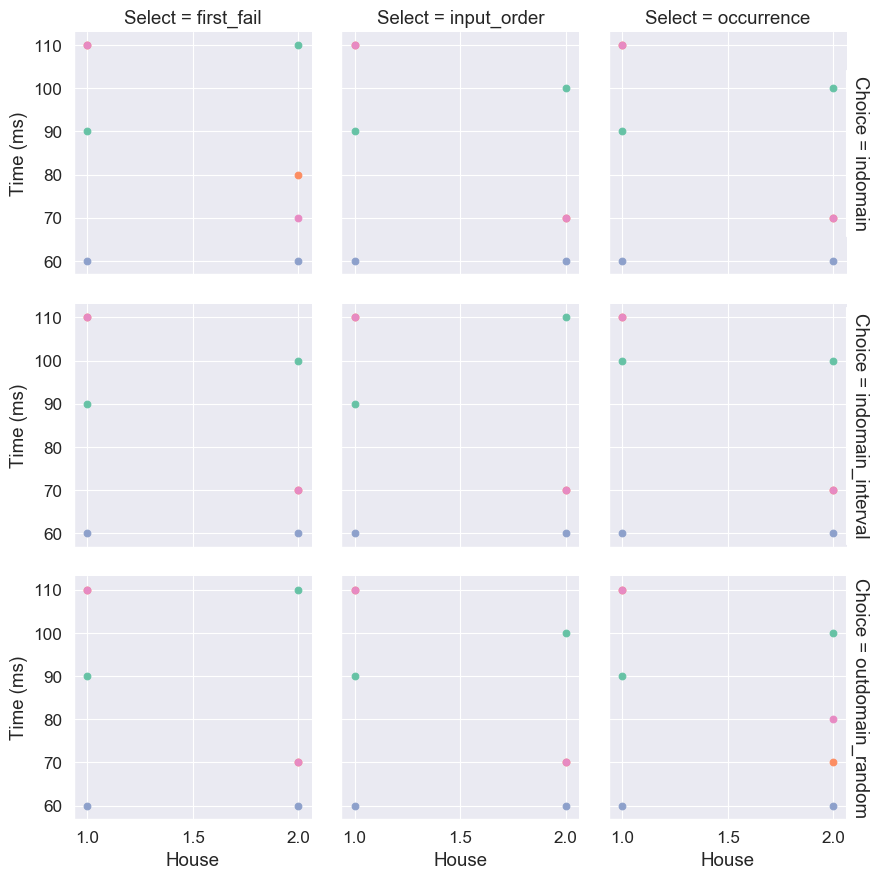 Select = first_fail
Select = input_order
Select = occurrence
110
100
90
80
70
60
Time (ms)
Choice = indomain
110
100
90
80
70
60
Time (ms)
Choice = indomain_interval
110
100
90
80
70
60
Time (ms)
Choice = outdomain_random
1.0 1.5 2.0
1.0 1.5 2.0
1.0 1.5 2.0
House
House
House